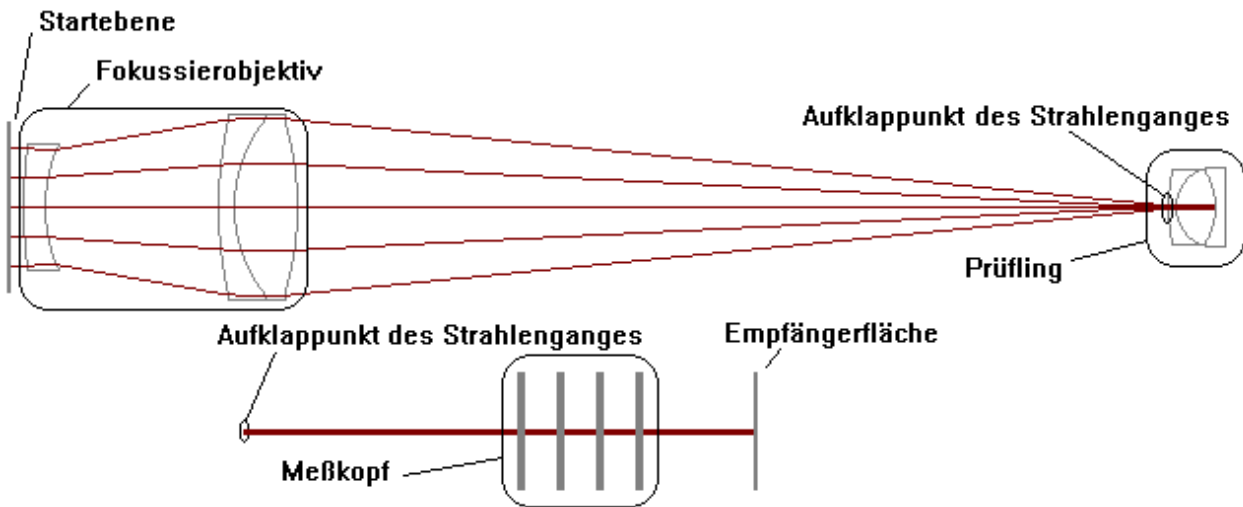 Startebene
Fokussierobjektiv
Aufklappunkt des Strahlenganges
Prüfling
Aufklappunkt des Strahlenganges
Empfängerfläche
Meßkopf